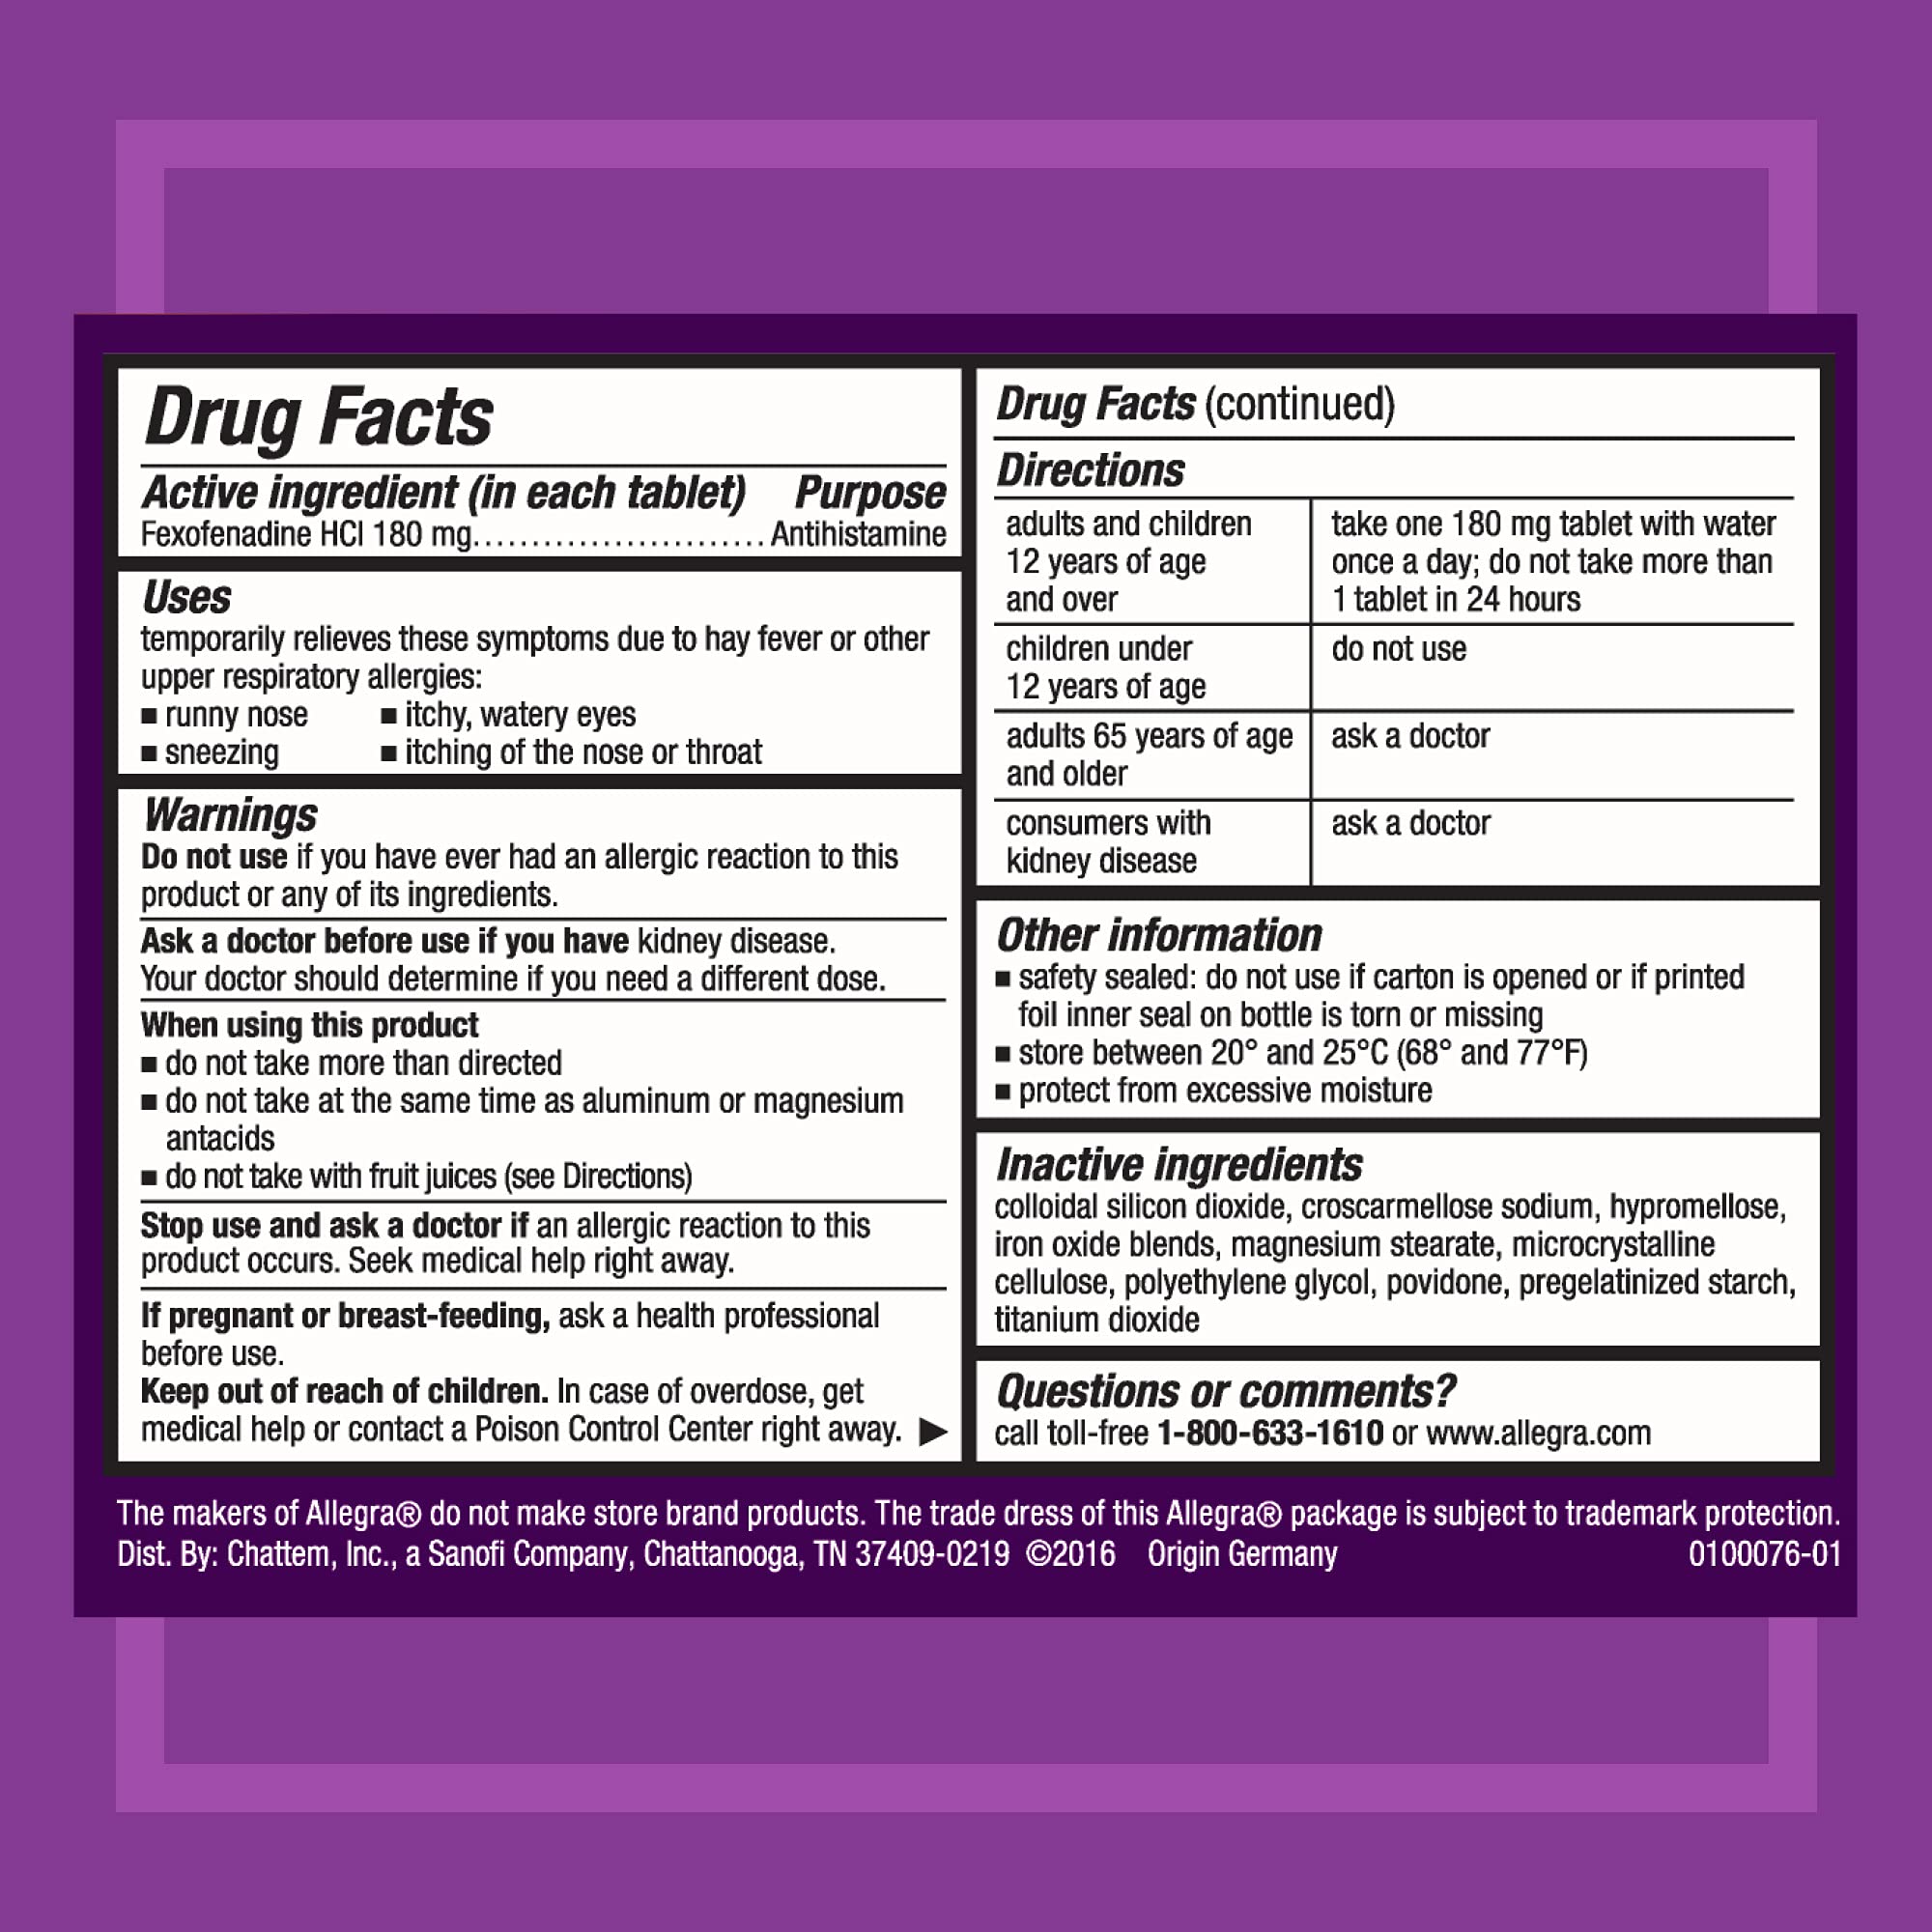 Drug Facts
Active ingredient (in each tablet) Purpose
Fexofenadine HCl 180 mg......................... Antihistamine
Uses
temporarily relieves these symptoms due to hay fever or other
upper respiratory allergies:
■ runny nose ■ itchy, watery eyes
■ sneezing ■ itching of the nose or throat
Warnings
Do not use if you have ever had an allergic reaction to this
product or any of its ingredients.
Ask a doctor before use if you have kidney disease.
Your doctor should determine if you need a different dose.
When using this product
■ do not take more than directed
■ do not take at the same time as aluminum or magnesium
antacids
■ do not take with fruit juices (see Directions)
Stop use and ask a doctor if an allergic reaction to this
product occurs. Seek medical help right away.
If pregnant or breast-feeding, ask a health professional
before use.
Keep out of reach of children. In case of overdose, get
medical help or contact a Poison Control Center right away. ▶
Drug Facts (continued)
Directions
adults and children
12 years of age
and over
take one 180 mg tablet with water
once a day; do not take more than
1 tablet in 24 hours
children under
12 years of age
do not use
adults 65 years of age
and older
ask a doctor
consumers with
kidney disease
ask a doctor
Other information
■ safety sealed: do not use if carton is opened or if printed
foil inner seal on bottle is torn or missing
■ store between 20° and 25°C (68° and 77°F)
■ protect from excessive moisture
Inactive ingredients
colloidal silicon dioxide, croscarmellose sodium, hypromellose,
iron oxide blends, magnesium stearate, microcrystalline
cellulose, polyethylene glycol, povidone, pregelatinized starch,
titanium dioxide
Questions or comments?
call toll-free 1-800-633-1610 or www.allegra.com
The makers of Allegra® do not make store brand products. The trade dress of this Allegra® package is subject to trademark protection.
Dist. By: Chattem, Inc., a Sanofi Company, Chattanooga, TN 37409-0219 ©2016 Origin Germany 0100076-01